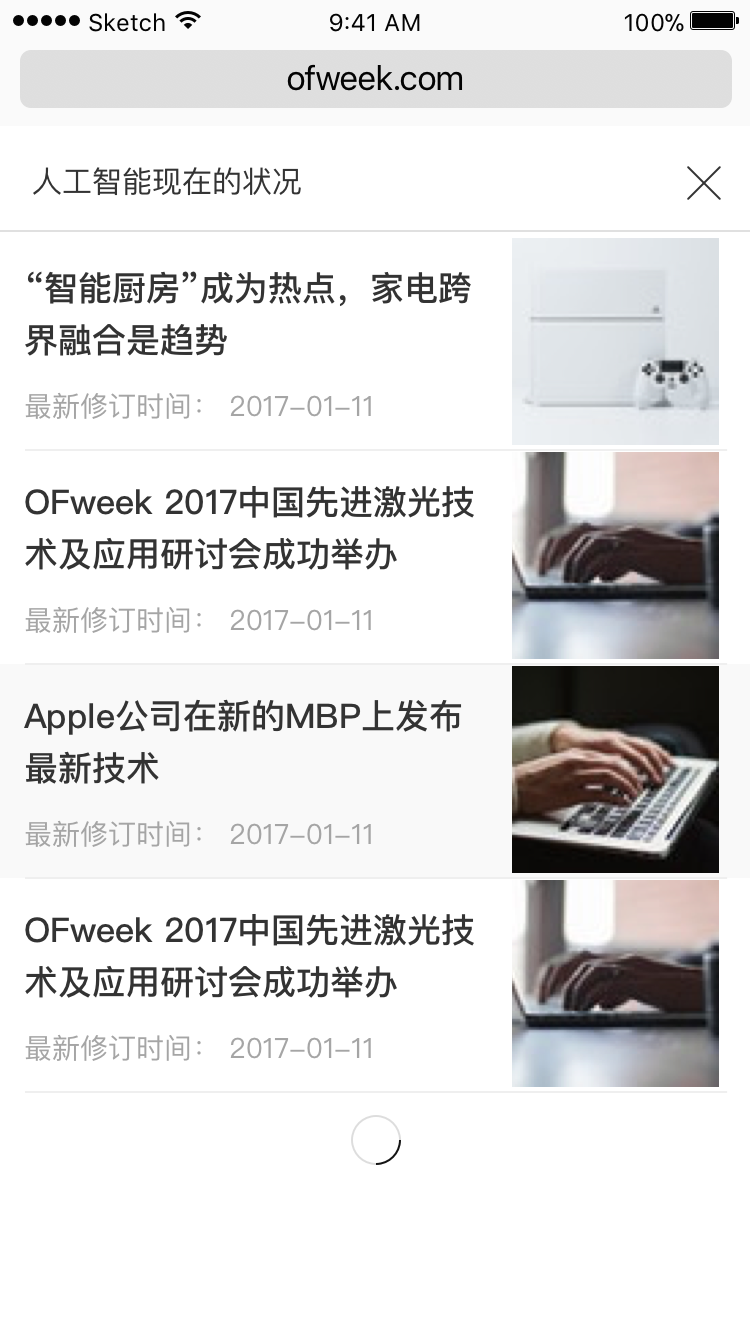 Sketch 9:41 AM 100%
ofweek.com
人工智能现在的状况
“智能厨房”成为热点，家电跨
界融合是趋势
最新修订时间： 2017-01-11
OFweek 2017中国先进激光技
术及应用研讨会成功举办
最新修订时间： 2017-01-11
Apple公司在新的MBP上发布
最新技术
最新修订时间： 2017-01-11
OFweek 2017中国先进激光技
术及应用研讨会成功举办
最新修订时间： 2017-01-11